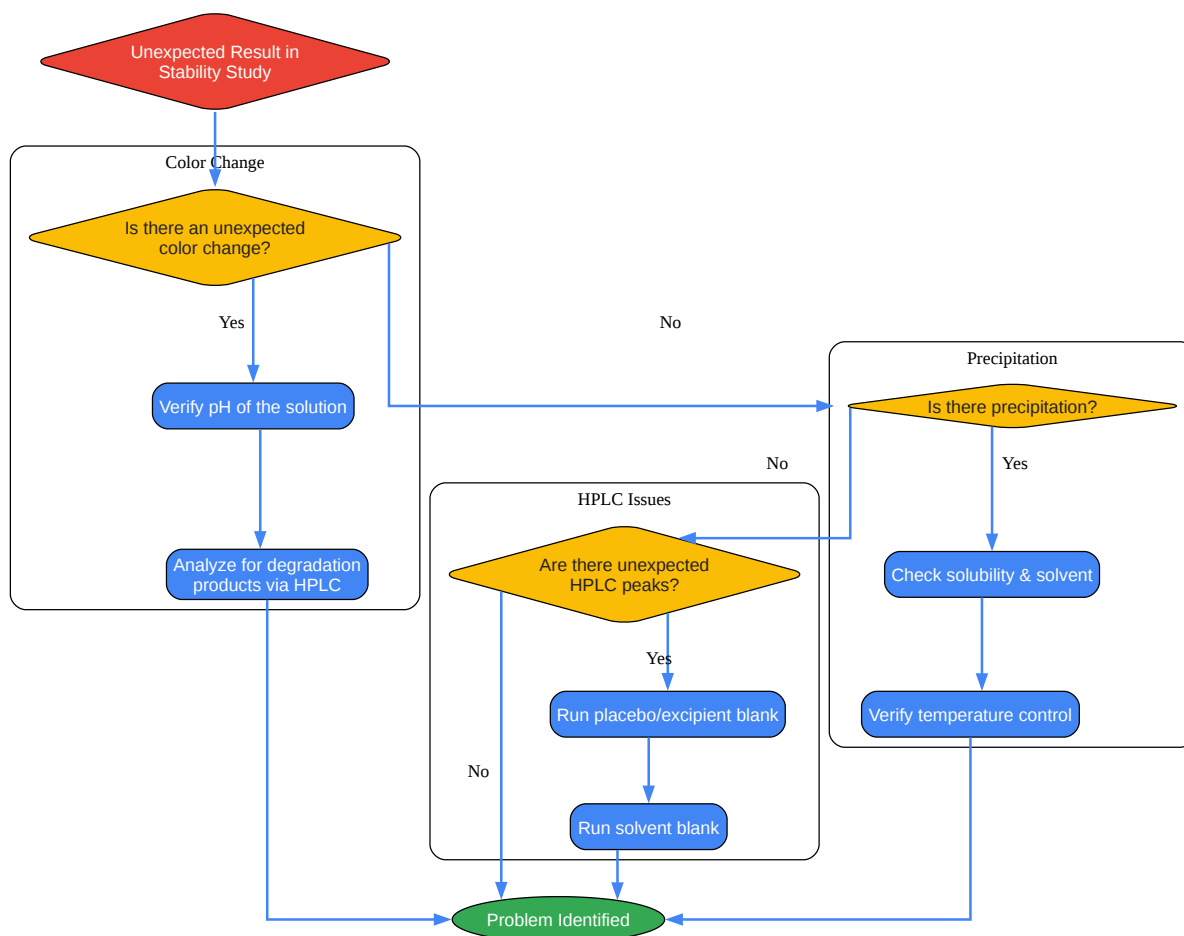 Unexpected Result in
Stability Study
Color Change
Is there an unexpected
color change?
Yes
No
Verify pH of the solution
Analyze for degradation
products via HPLC
Precipitation
Is there precipitation?
Yes
No
Check solubility & solvent
Verify temperature control
HPLC Issues
Are there unexpected
HPLC peaks?
Yes
Run placebo/excipient blank
No
Run solvent blank
Problem Identified